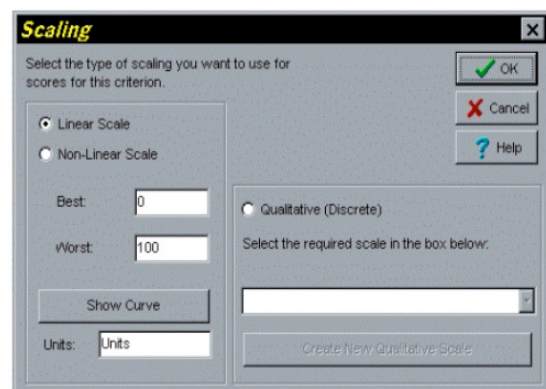 Scaling
Select the type of scaling you want to use for
scores for this criterion.
OK
Cancel
? Help
Linear Scale
Non-Linear Scale
Best: 0
Worst: 100
Show Curve
Units: Units
Qualitative (Discrete)
Select the required scale in the box below:
Create New Qualitative Scale